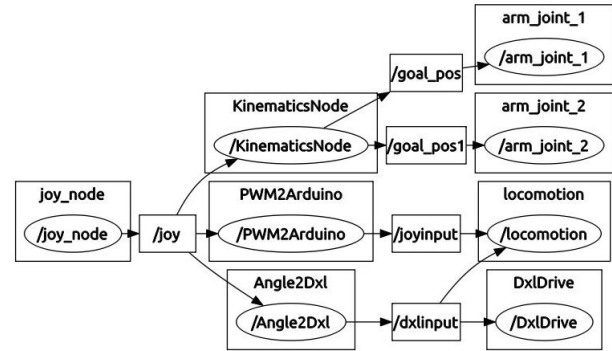 arm_joint_1
/arm_joint_1
/goal_pos
KinematicsNode
/KinematicsNode
/goal_pos1
arm_joint_2
/arm_joint_2
joy_node
/joy_node
/joy
PWM2Arduino
/PWM2Arduino
/joyinput
locomotion
/locomotion
Angle2Dxl
/Angle2Dxl
/dxlinput
DxlDrive
/DxlDrive